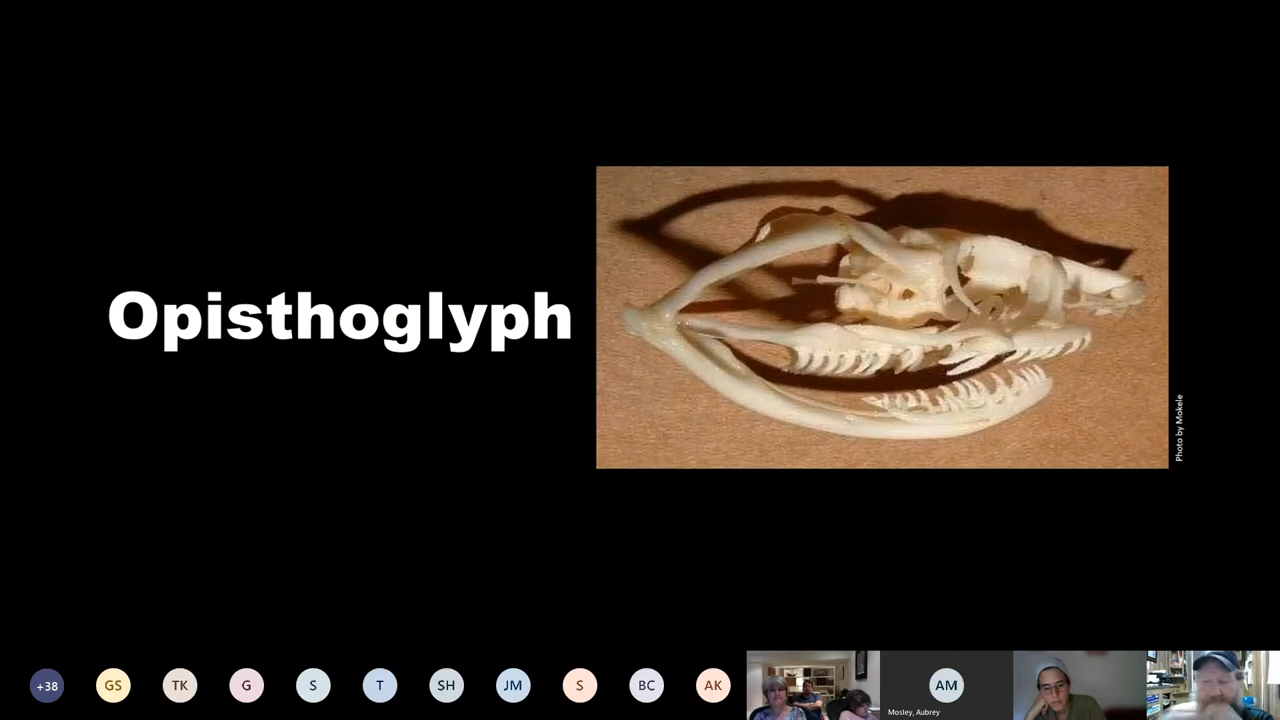 Opisthoglyph
Photo by Mokele
+38
GS
TK
G
S
T
SH
JM
S
BC
AK
AM
Mosley, Aubrey